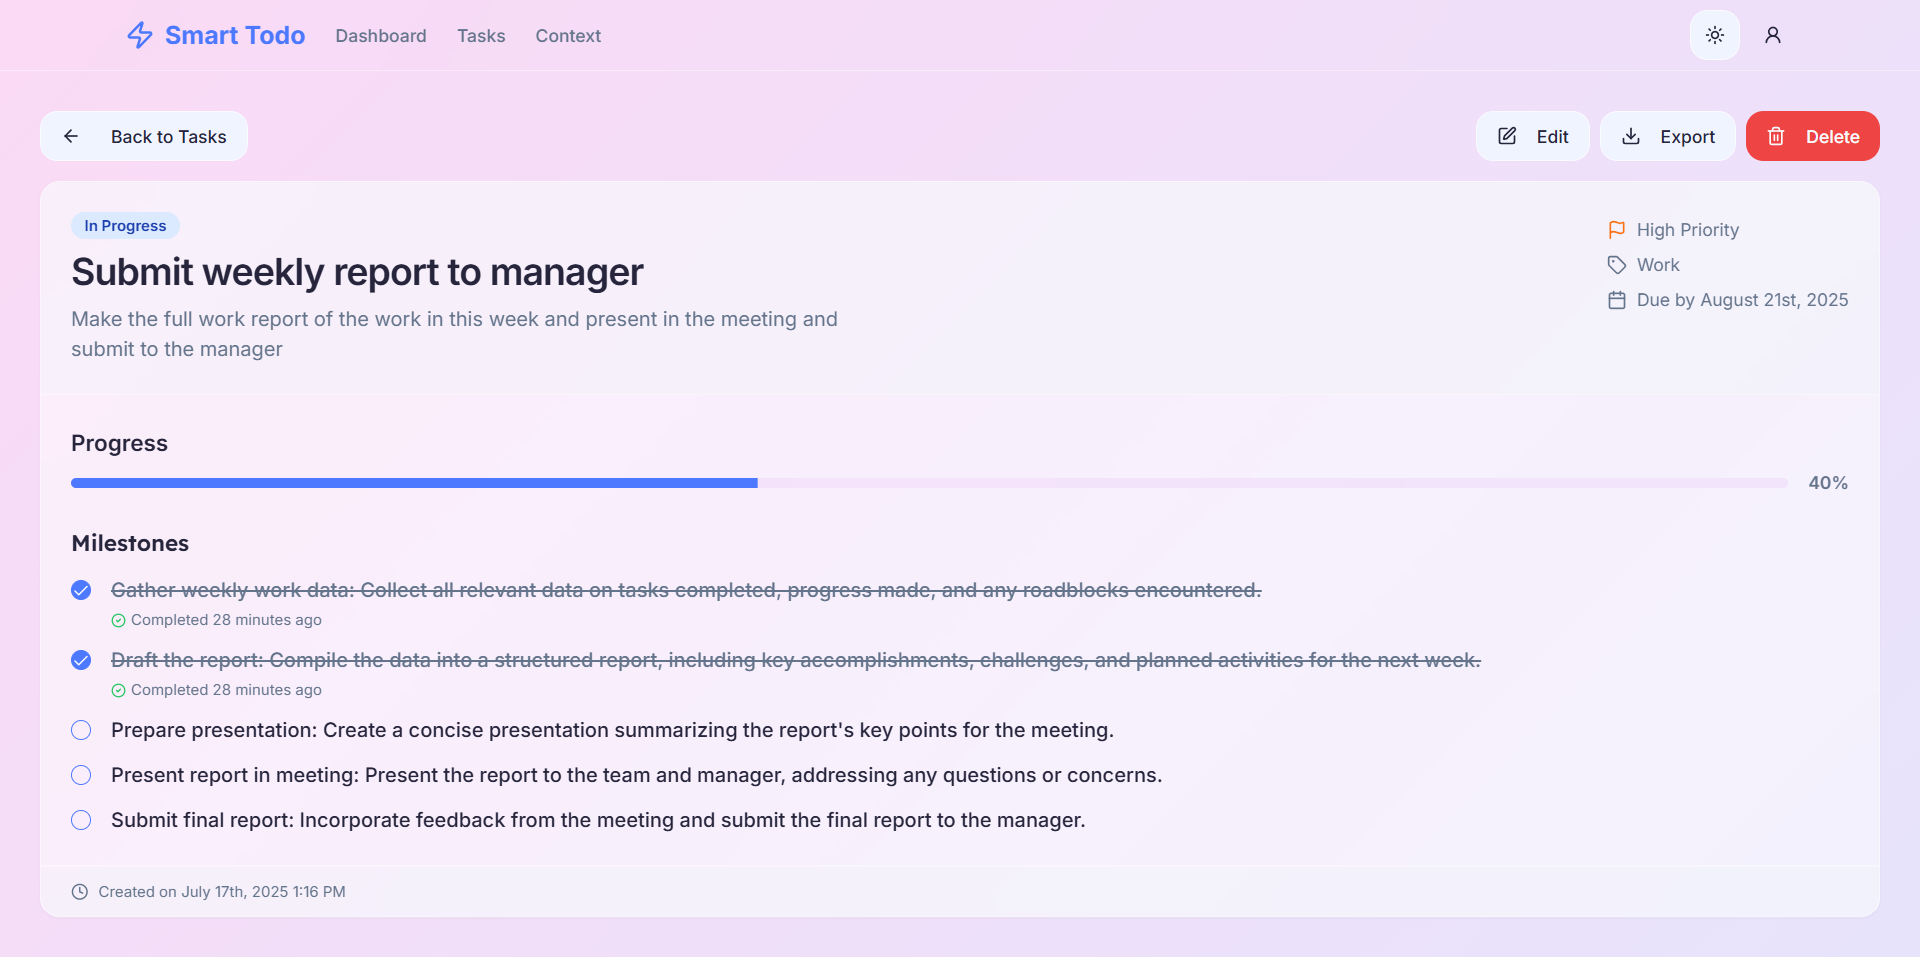 Smart Todo
Dashboard
Tasks
Context
Back to Tasks
Edit
Export
Delete
In Progress
Submit weekly report to manager
Make the full work report of the work in this week and present in the meeting and
submit to the manager
High Priority
Work
Due by August 21st, 2025
Progress
40%
Milestones
Gather weekly work data: Collect all relevant data on tasks completed, progress made, and any roadblocks encountered.
Completed 28 minutes ago
Draft the report: Compile the data into a structured report, including key accomplishments, challenges, and planned activities for the next week.
Completed 28 minutes ago
Prepare presentation: Create a concise presentation summarizing the report's key points for the meeting.
Present report in meeting: Present the report to the team and manager, addressing any questions or concerns.
Submit final report: Incorporate feedback from the meeting and submit the final report to the manager.
Created on July 17th, 2025 1:16 PM